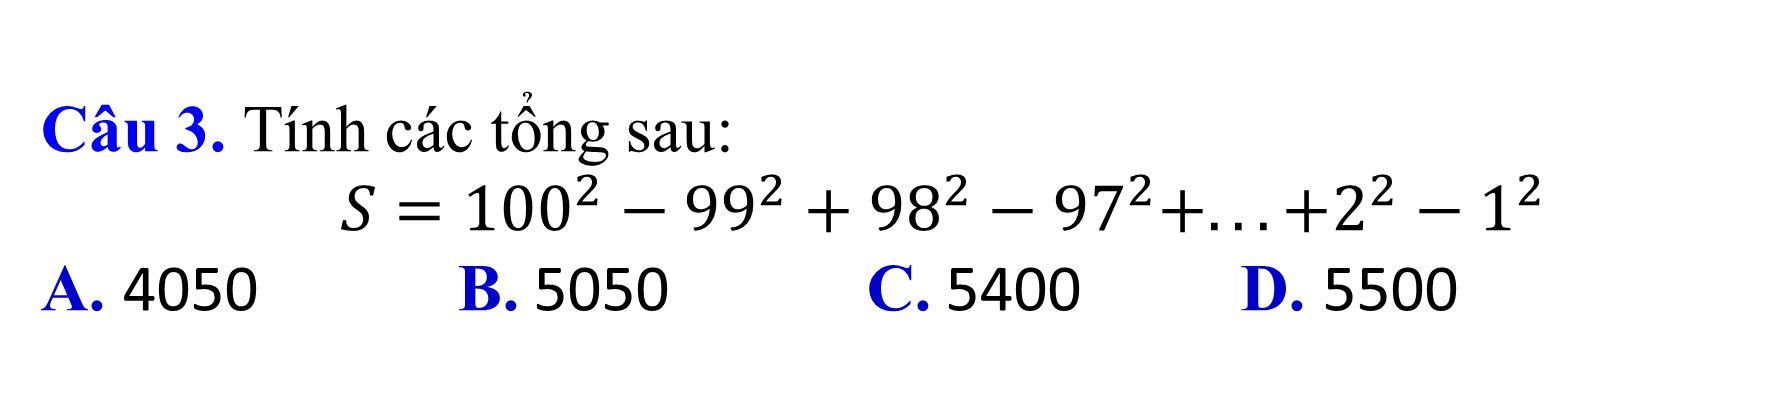 Câu 3. Tính các tổng sau:
S = 100² − 99² + 98² − 97²+. . . +2² − 1²
A. 4050 B. 5050 C. 5400 D. 5500